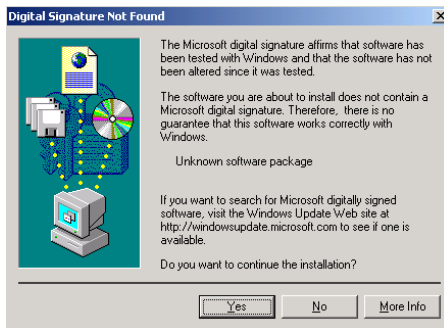 Digital Signature Not Found
The Microsoft digital signature affirms that software has
been tested with Windows and that the software has not
been altered since it was tested.
The software you are about to install does not contain a
Microsoft digital signature. Therefore, there is no
guarantee that this software works correctly with
Windows.
Unknown software package
If you want to search for Microsoft digitally signed
software, visit the Windows Update Web site at
http://windowsupdate.microsoft.com to see if one is
available.
Do you want to continue the installation?
Yes
No
More Info